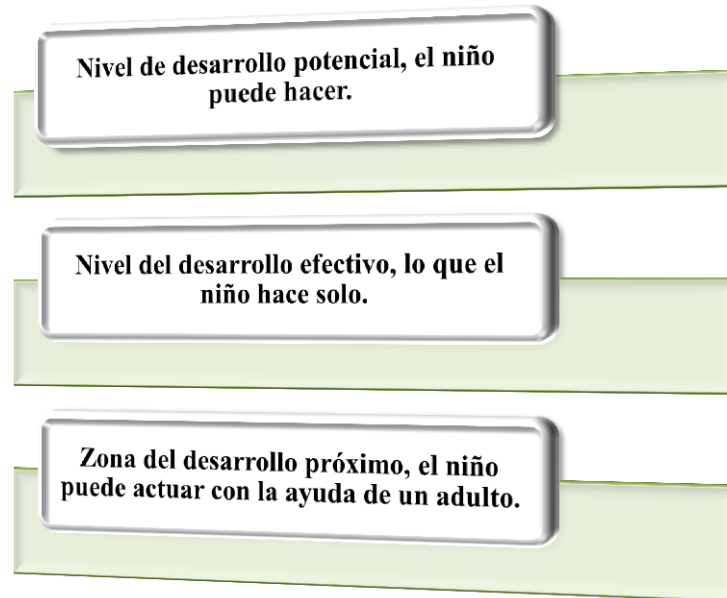 Nivel de desarrollo potencial, el niño
puede hacer.
Nivel del desarrollo efectivo, lo que el
niño hace solo.
Zona del desarrollo próximo, el niño
puede actuar con la ayuda de un adulto.